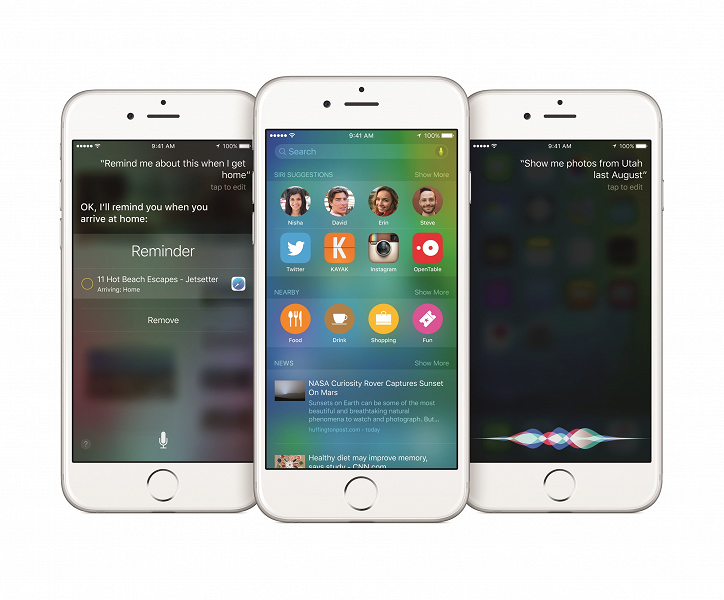 9:41 AM
100%
“Remind me about this when I get
home”
tap to edit
OK, I'll remind you when you
arrive at home:
Reminder
11 Hot Beach Escapes - Jetsetter
Arriving: Home
Remove
?
9:41 AM
100%
Search
SIRI SUGGESTIONS
Show More
Nisha
David
Erin
Steve
K
Twitter
KAYAK
Instagram
OpenTable
NEARBY
Show More
Food
Drink
Shopping
Fun
NEWS
Show More
NASA Curiosity Rover Captures Sunset
On Mars
Sunsets on Earth can be some of the most
beautiful and breathtaking natural
phenomena to watch and photograph. But...
huffingtonpost.com - today
Healthy diet may improve memory,
says study - CNN.com
9:41 AM
100%
“Show me photos from Utah
last August”
tap to edit